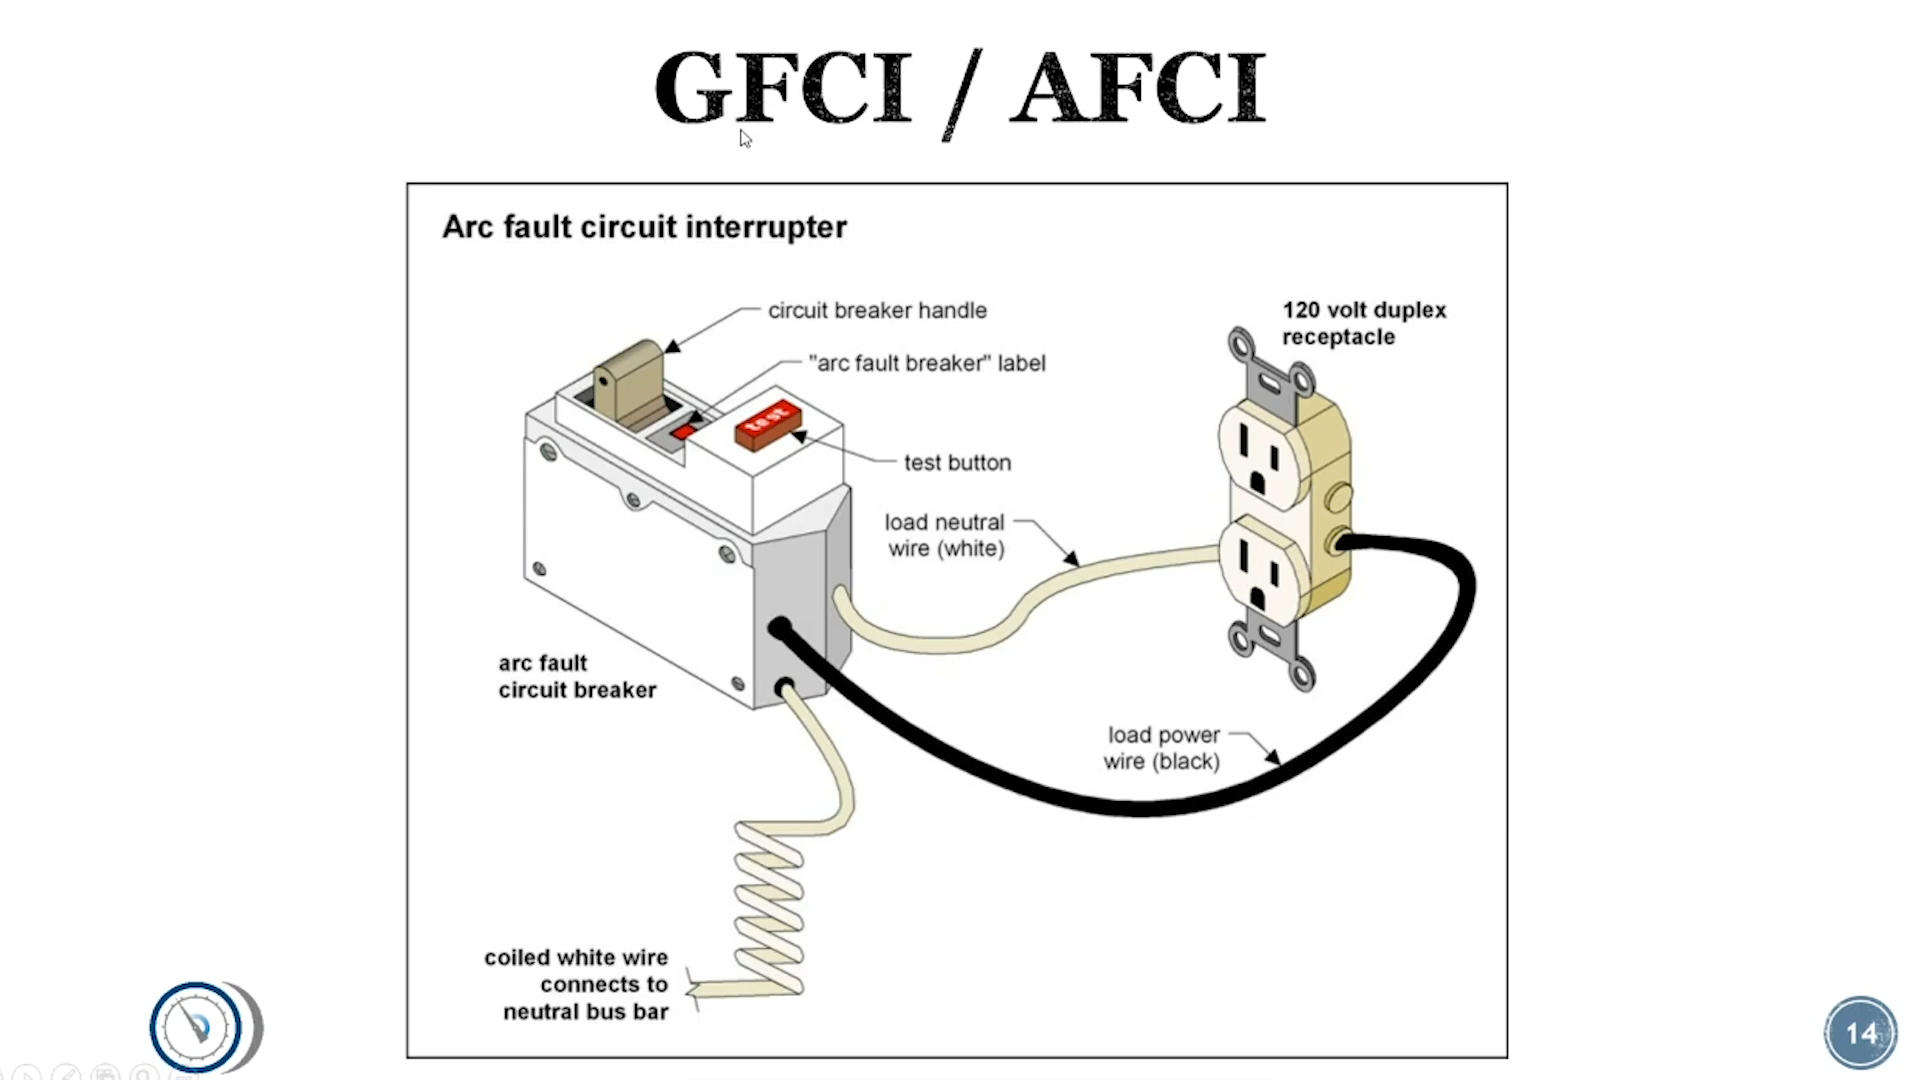 GFCI / AFCI
Arc fault circuit interrupter
circuit breaker handle
"arc fault breaker" label
120 volt duplex
receptacle
test
test button
load neutral
wire (white)
arc fault
circuit breaker
load power
wire (black)
coiled white wire
connects to
neutral bus bar
14